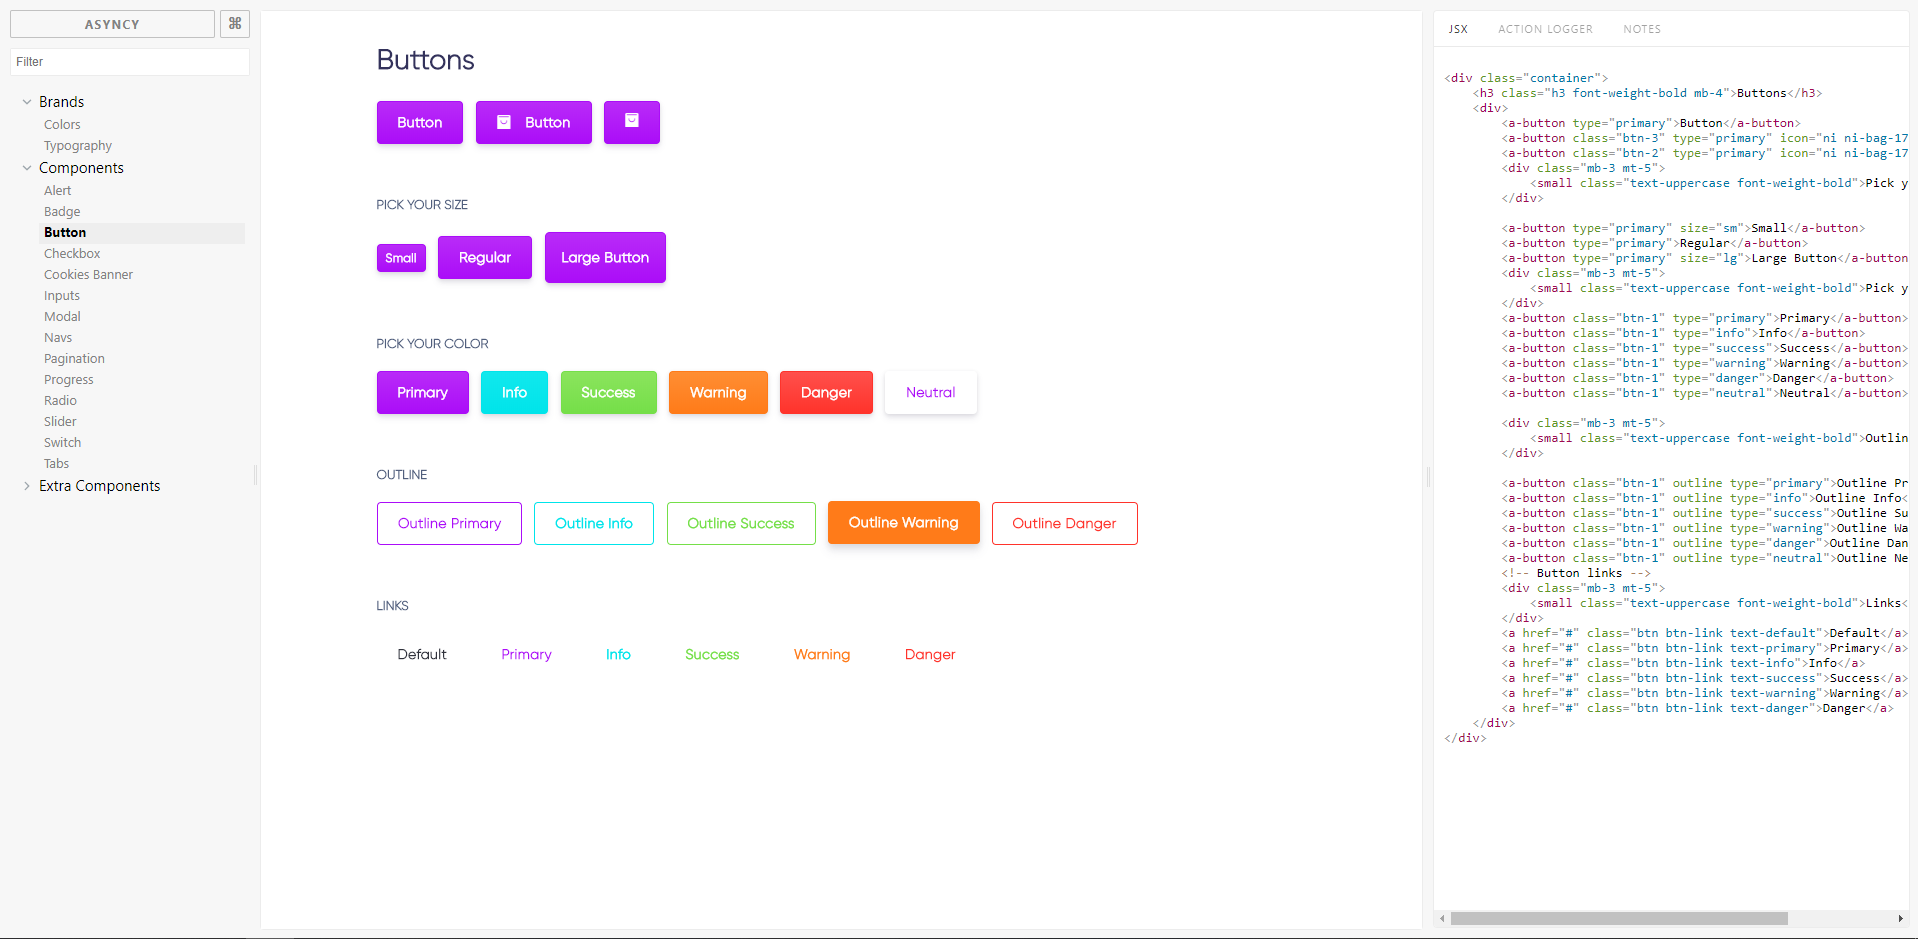 ASYNCY ⌘
Filter
Brands
Colors
Typography
Components
Alert
Badge
Button
Checkbox
Cookies Banner
Inputs
Modal
Navs
Pagination
Progress
Radio
Slider
Switch
Tabs
Extra Components
Buttons
Button Button
PICK YOUR SIZE
Small Regular Large Button
PICK YOUR COLOR
Primary Info Success Warning Danger Neutral
OUTLINE
Outline Primary Outline Info Outline Success Outline Warning Outline Danger
LINKS
Default Primary Info Success Warning Danger
JSX ACTION LOGGER NOTES
<div class="container">
<h3 class="h3 font-weight-bold mb-4">Buttons</h3>
<div>
<a-button type="primary">Button</a-button>
<a-button class="btn-3" type="primary" icon="ni ni-bag-17
<a-button class="btn-2" type="primary" icon="ni ni-bag-17
<div class="mb-3 mt-5">
<small class="text-uppercase font-weight-bold">Pick y
</div>
<a-button type="primary" size="sm">Small</a-button>
<a-button type="primary">Regular</a-button>
<a-button type="primary" size="lg">Large Button</a-button
<div class="mb-3 mt-5">
<small class="text-uppercase font-weight-bold">Pick y
</div>
<a-button class="btn-1" type="primary">Primary</a-button>
<a-button class="btn-1" type="info">Info</a-button>
<a-button class="btn-1" type="success">Success</a-button>
<a-button class="btn-1" type="warning">Warning</a-button>
<a-button class="btn-1" type="danger">Danger</a-button>
<a-button class="btn-1" type="neutral">Neutral</a-button>
<div class="mb-3 mt-5">
<small class="text-uppercase font-weight-bold">Outlin
</div>
<a-button class="btn-1" outline type="primary">Outline Pr
<a-button class="btn-1" outline type="info">Outline Info<
<a-button class="btn-1" outline type="success">Outline Su
<a-button class="btn-1" outline type="warning">Outline Wa
<a-button class="btn-1" outline type="danger">Outline Dan
<a-button class="btn-1" outline type="neutral">Outline Ne
<!-- Button links -->
<div class="mb-3 mt-5">
<small class="text-uppercase font-weight-bold">Links<
</div>
<a href="#" class="btn btn-link text-default">Default</a>
<a href="#" class="btn btn-link text-primary">Primary</a>
<a href="#" class="btn btn-link text-info">Info</a>
<a href="#" class="btn btn-link text-success">Success</a>
<a href="#" class="btn btn-link text-warning">Warning</a>
<a href="#" class="btn btn-link text-danger">Danger</a>
</div>
</div>